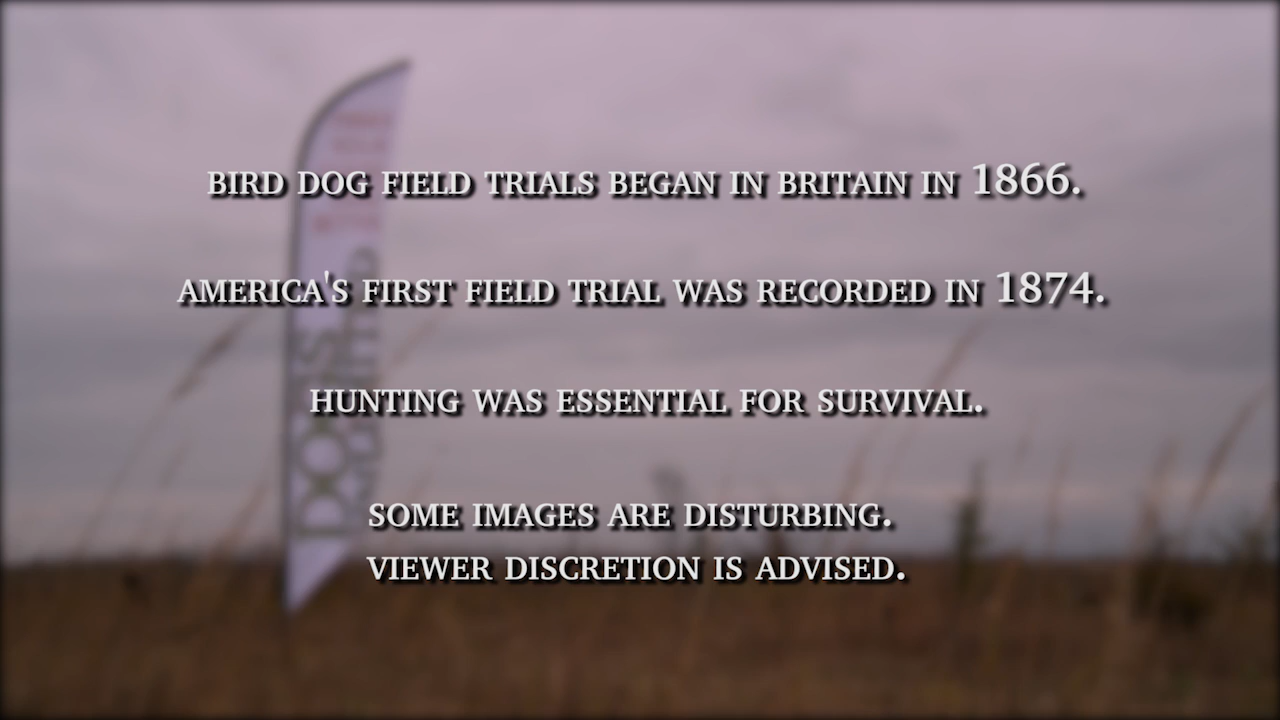 BIRD DOG FIELD TRIALS BEGAN IN BRITAIN IN 1866.
AMERICA'S FIRST FIELD TRIAL WAS RECORDED IN 1874.
HUNTING WAS ESSENTIAL FOR SURVIVAL.
SOME IMAGES ARE DISTURBING.
VIEWER DISCRETION IS ADVISED.